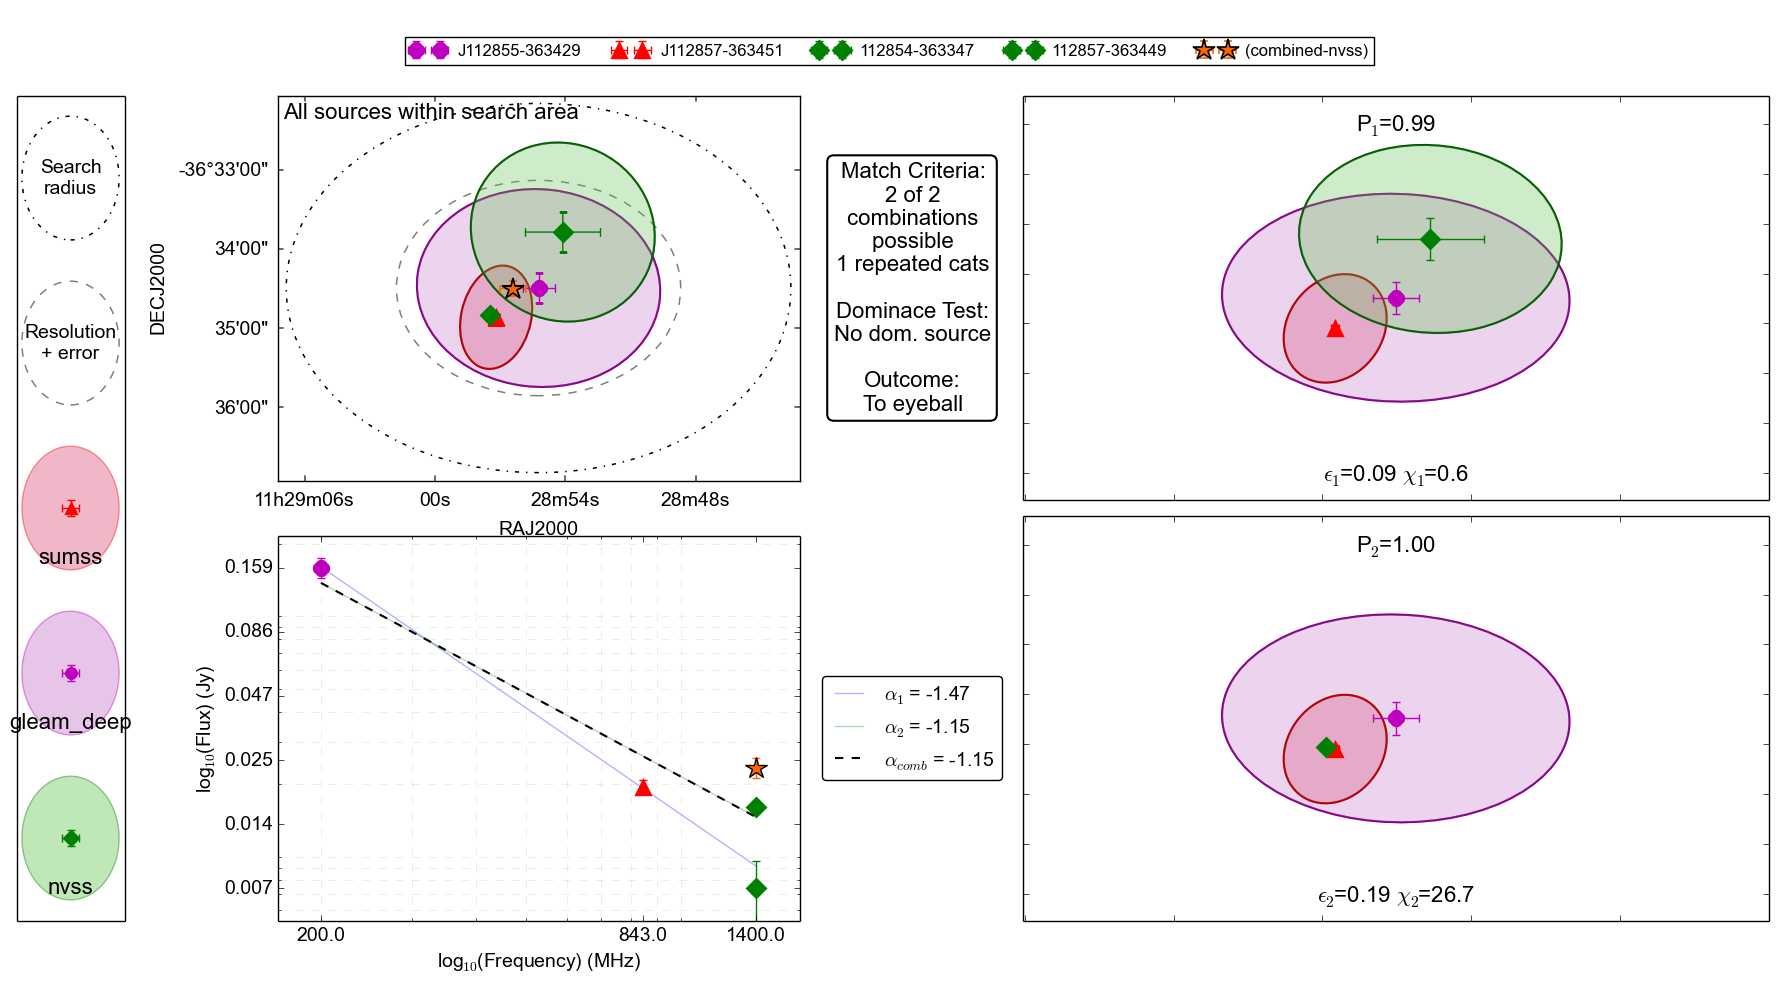 J112855-363429 J112857-363451 112854-363347 112857-363449 (combined-nvss)
Search
radius
Resolution
+ error
sumss
gleam_deep
nvss
All sources within search area
DECJ2000
-36°33'00"
34'00"
35'00"
36'00"
11h29m06s 00s 28m54s 28m48s
RAJ2000
Match Criteria:
2 of 2
combinations
possible
1 repeated cats
Dominace Test:
No dom. source
Outcome:
To eyeball
P₁=0.99
ϵ₁=0.09 χ₁=0.6
log₁₀(Flux) (Jy)
0.159
0.086
0.047
0.025
0.014
0.007
200.0 843.0 1400.0
log₁₀(Frequency) (MHz)
α₁ = -1.47
α₂ = -1.15
α_comb = -1.15
P₂=1.00
ϵ₂=0.19 χ₂=26.7